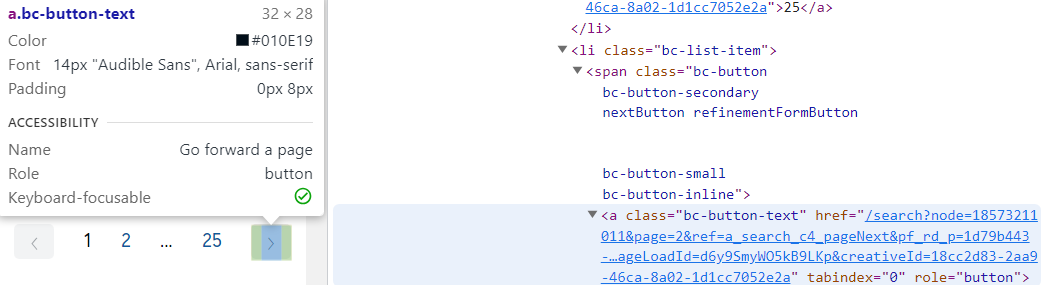 a.bc-button-text 32 × 28
Color #010E19
Font 14px "Audible Sans", Arial, sans-serif
Padding 0px 8px
ACCESSIBILITY
Name Go forward a page
Role button
Keyboard-focusable
‹ 1 2 ... 25 ›
46ca-8a02-1d1cc7052e2a">25</a>
</li>
<li class="bc-list-item">
<span class="bc-button
bc-button-secondary
nextButton refinementFormButton
bc-button-small
bc-button-inline">
<a class="bc-button-text" href="/search?node=18573211
011&page=2&ref=a_search_c4_pageNext&pf_rd_p=1d79b443
-…ageLoadId=d6y9SmyWO5kB9LKp&creativeId=18cc2d83-2aa9
-46ca-8a02-1d1cc7052e2a" tabindex="0" role="button">